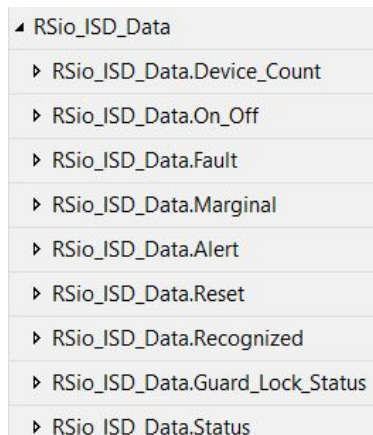 RSio_ISD_Data
RSio_ISD_Data.Device_Count
RSio_ISD_Data.On_Off
RSio_ISD_Data.Fault
RSio_ISD_Data.Marginal
RSio_ISD_Data.Alert
RSio_ISD_Data.Reset
RSio_ISD_Data.Recognized
RSio_ISD_Data.Guard_Lock_Status
RSio_ISD_Data.Status